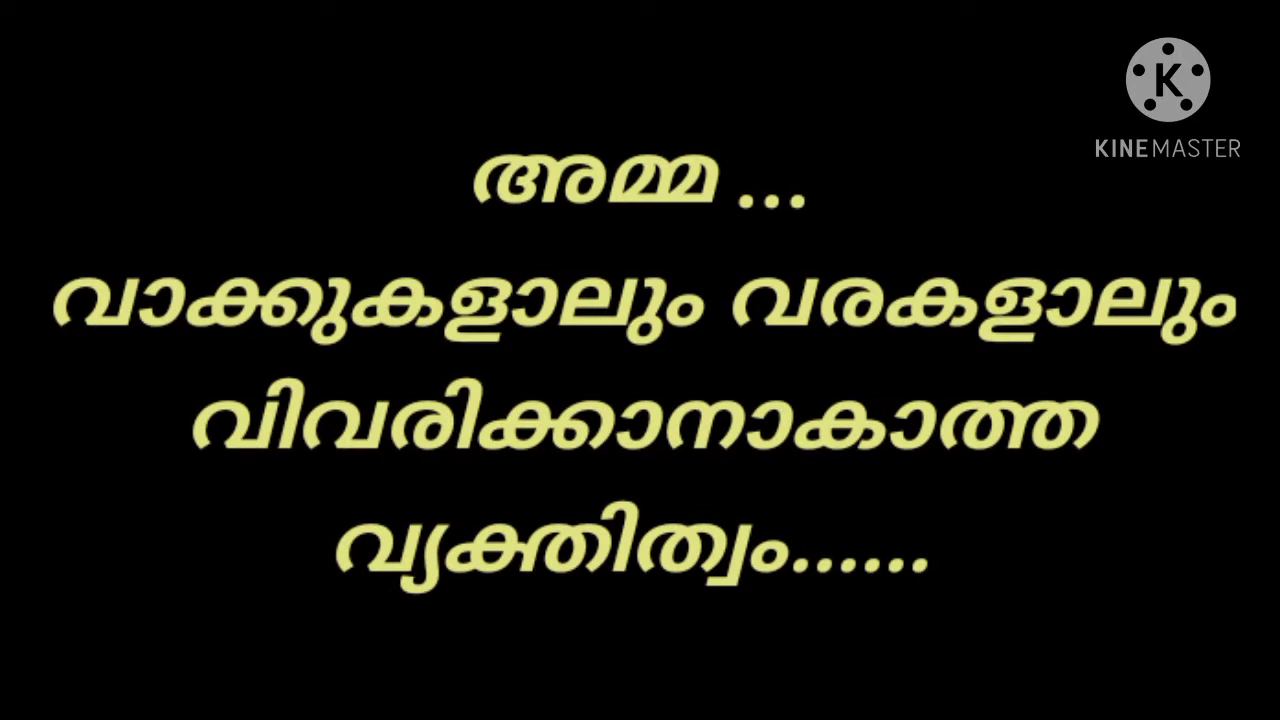 KINEMASTER
അമ്മ ...
വാക്കുകളാലും വരകളാലും
വിവരിക്കാനാകാത്ത
വ്യക്തിത്വം......